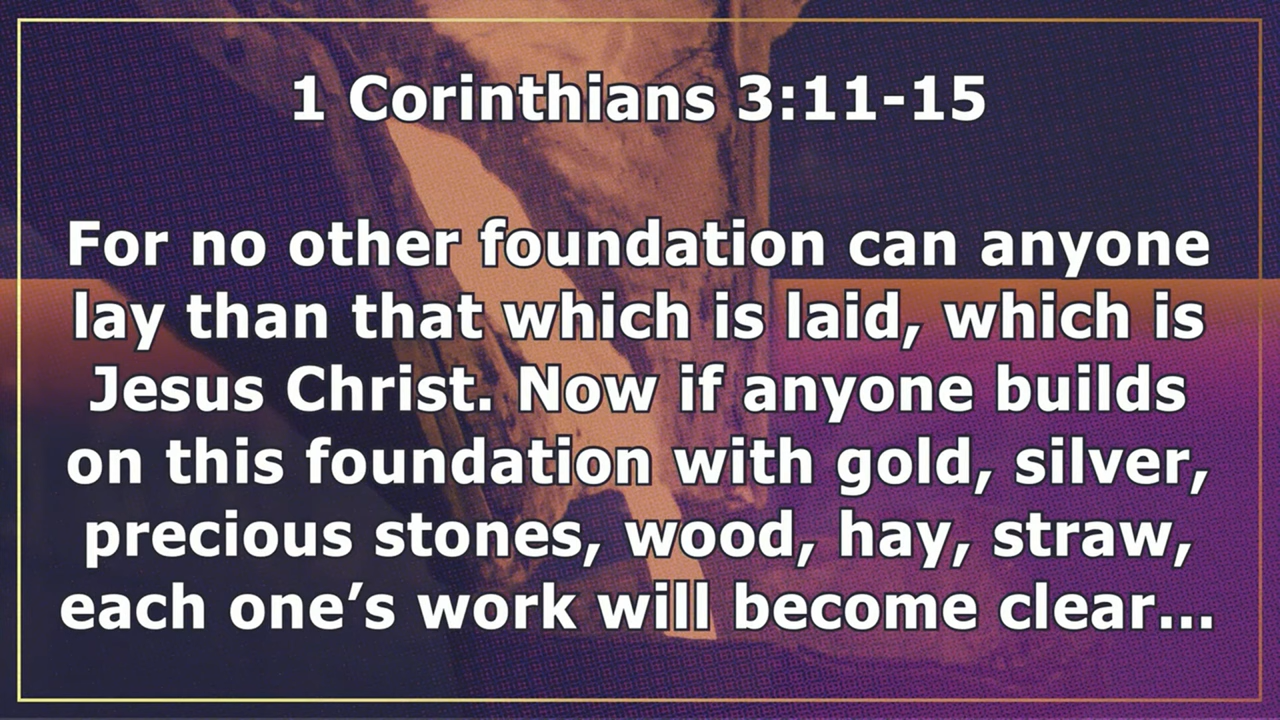 1 Corinthians 3:11-15
For no other foundation can anyone
lay than that which is laid, which is
Jesus Christ. Now if anyone builds
on this foundation with gold, silver,
precious stones, wood, hay, straw,
each one’s work will become clear...